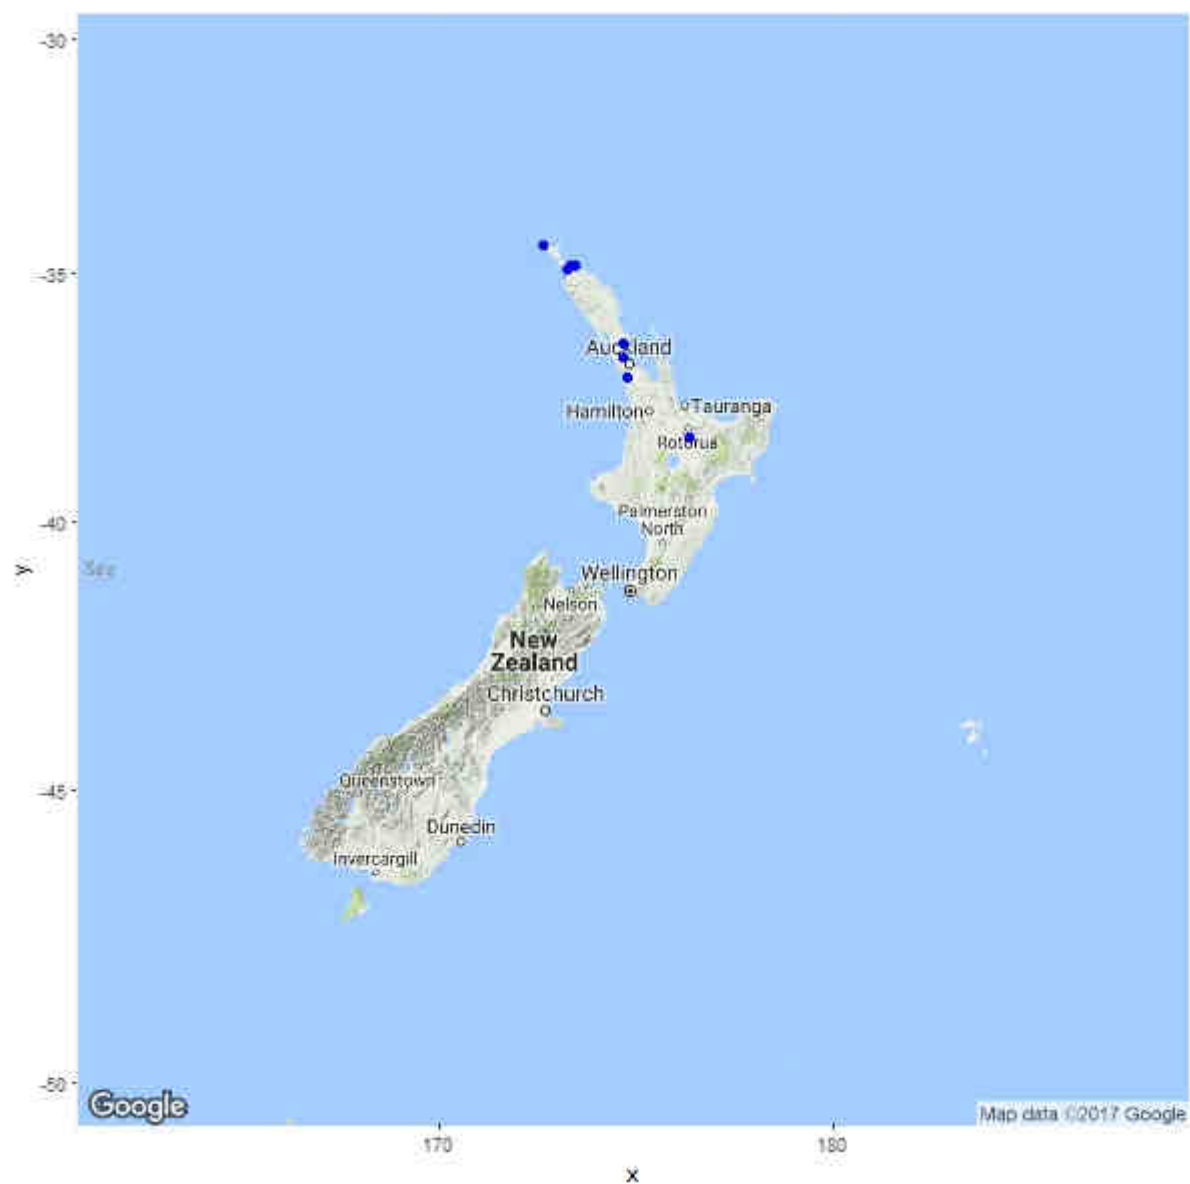 -30
-35
Auckland
Hamilton
Tauranga
Rotorua
Palmerston
North
-40
y
Wellington
Nelson
New
Zealand
Christchurch
Queenstown
-45
Dunedin
Invercargill
-50
Google
Map data ©2017 Google
170
180
x